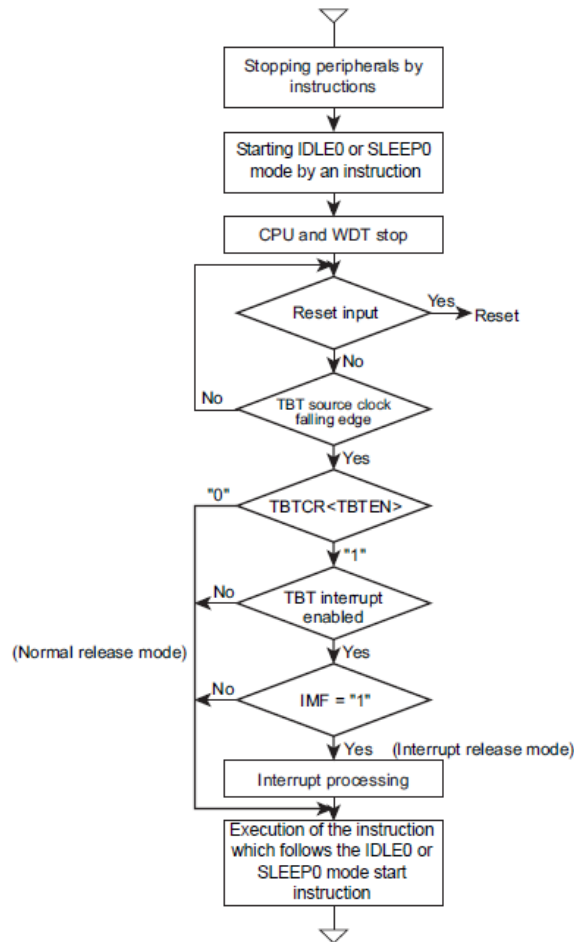 Stopping peripherals by
instructions
Starting IDLE0 or SLEEP0
mode by an instruction
CPU and WDT stop
Reset input
Yes
Reset
No
No
TBT source clock
falling edge
Yes
"0"
TBTCR<TBTEN>
"1"
No
TBT interrupt
enabled
(Normal release mode)
Yes
No
IMF = "1"
Yes (Interrupt release mode)
Interrupt processing
Execution of the instruction
which follows the IDLE0 or
SLEEP0 mode start
instruction